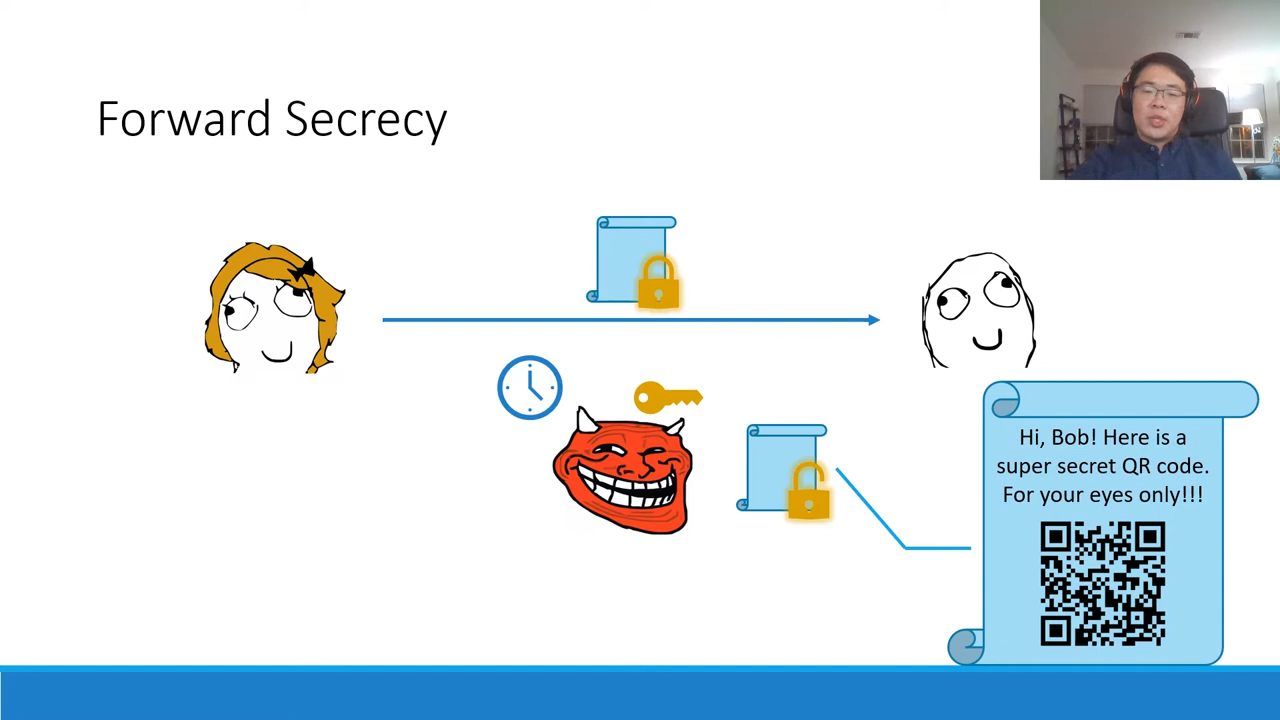 Forward Secrecy
Hi, Bob! Here is a
super secret QR code.
For your eyes only!!!